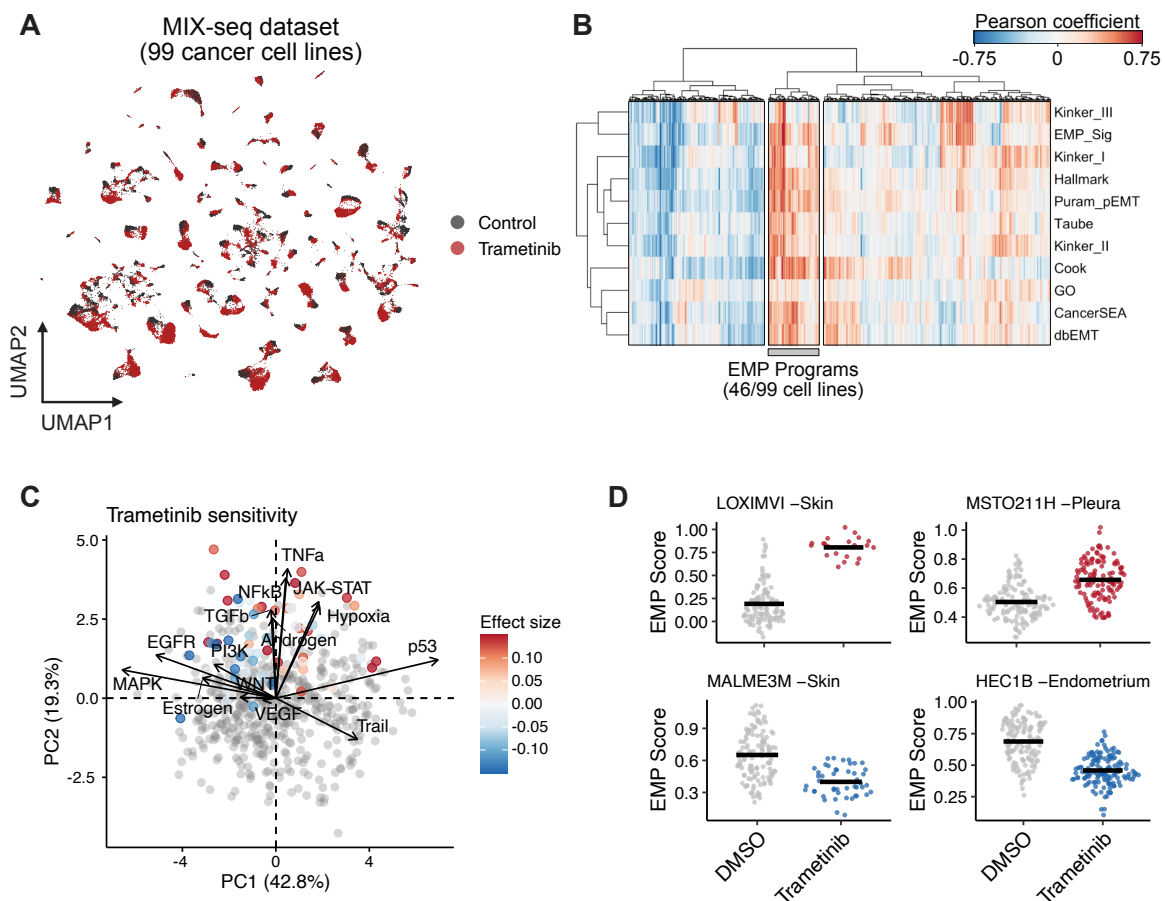 A
MIX-seq dataset
(99 cancer cell lines)
Control
Trametinib
UMAP2
UMAP1
B
Pearson coefficient
-0.75 0 0.75
Kinker_III
EMP_Sig
Kinker_I
Hallmark
Puram_pEMT
Taube
Kinker_II
Cook
GO
CancerSEA
dbEMT
EMP Programs
(46/99 cell lines)
C
Trametinib sensitivity
5.0
2.5
0.0
-2.5
PC2 (19.3%)
-4 0 4
PC1 (42.8%)
TNFa
NFkB JAK-STAT
TGFb Hypoxia
Androgen
EGFR PI3K p53
MAPK WNT
Estrogen VEGF
Trail
Effect size
0.10
0.05
0.00
-0.05
-0.10
D
LOXIMVI –Skin
EMP Score
1.00
0.75
0.50
0.25
0.00
MSTO211H –Pleura
EMP Score
1.0
0.8
0.6
0.4
MALME3M –Skin
EMP Score
0.9
0.6
0.3
DMSO
Trametinib
HEC1B –Endometrium
EMP Score
1.00
0.75
0.50
0.25
DMSO
Trametinib